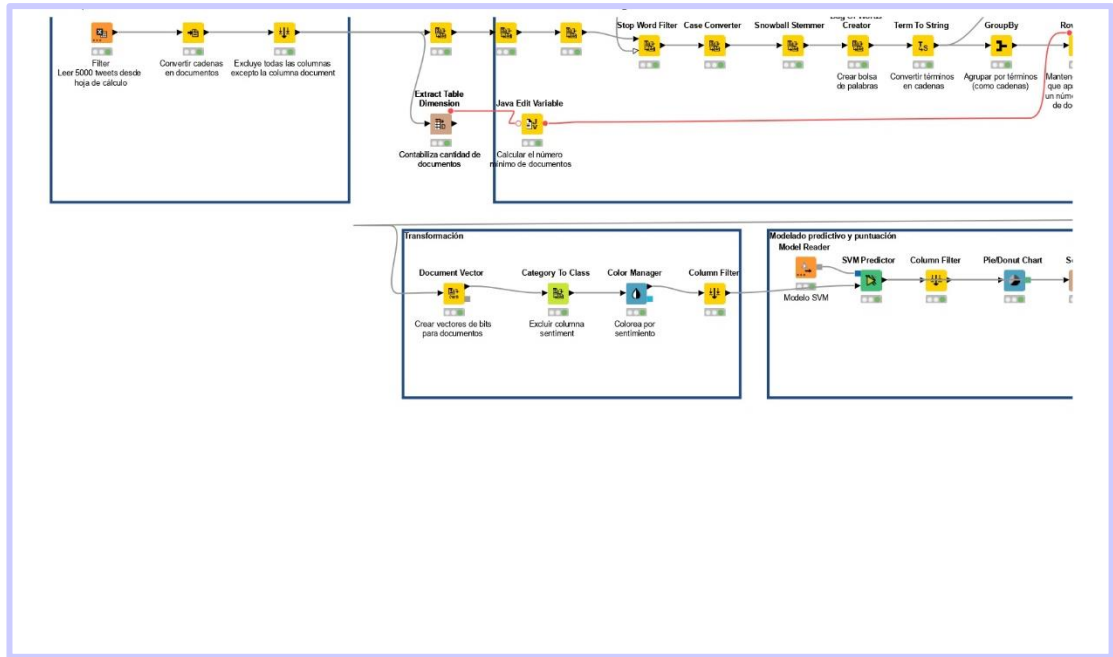 Stop Word Filter
Case Converter
Snowball Stemmer
Creator
Term To String
GroupBy
Filter
Leer 5000 tweets desde
hoja de cálculo
Convertir cadenas
en documentos
Excluye todas las columnas
excepto la columna document
Crear bolsa
de palabras
Convertir términos
en cadenas
Agrupar por términos
(como cadenas)
Extract Table
Dimension
Contabiliza cantidad de
documentos
Java Edit Variable
Calcular el número
mínimo de documentos
Transformación
Document Vector
Crear vectores de bits
para documentos
Category To Class
Excluir columna
sentiment
Color Manager
Colorea por
sentimiento
Column Filter
Modelado predictivo y puntuación
Model Reader
Modelo SVM
SVM Predictor
Column Filter
Pie/Donut Chart